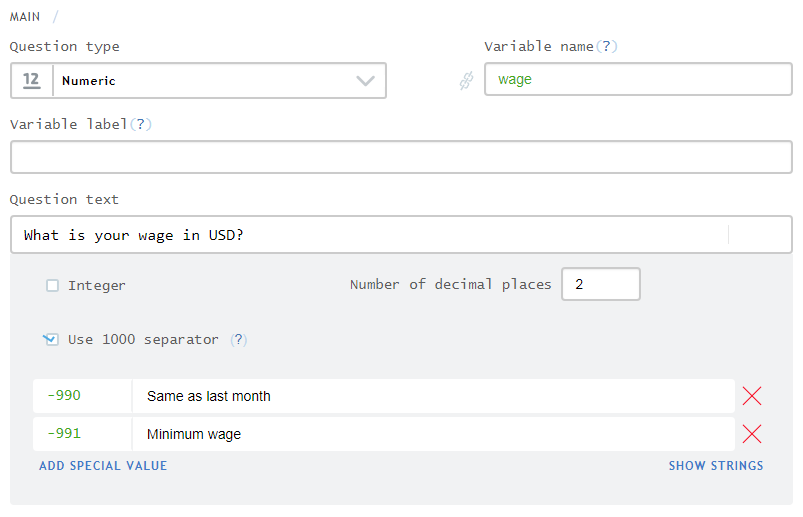 MAIN /
Question type
Variable name(?)
12 Numeric
wage
Variable label(?)
Question text
What is your wage in USD?
Integer
Number of decimal places 2
Use 1000 separator (?)
-990 Same as last month
-991 Minimum wage
ADD SPECIAL VALUE
SHOW STRINGS